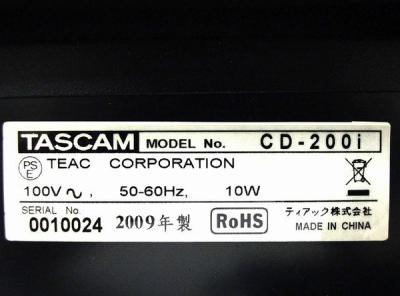 TASCAM MODEL No. CD-200i
PSE TEAC CORPORATION
100V ~, 50-60Hz, 10W
SERIAL No.
0010024 2009年製 RoHS ティアック株式会社
MADE IN CHINA